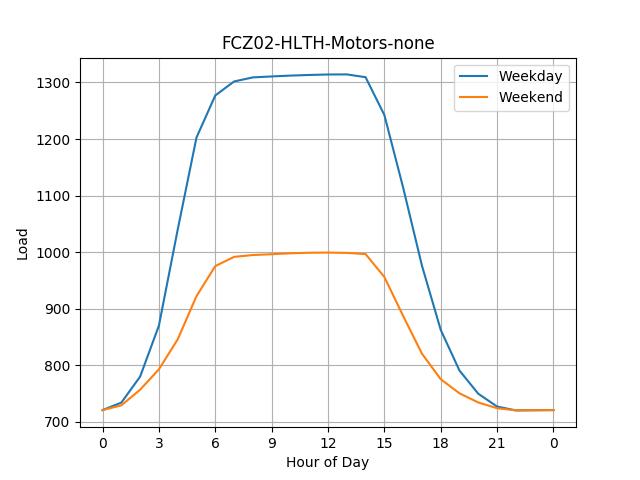 FCZ02-HLTH-Motors-none
Weekday
Weekend
1300
1200
1100
1000
900
800
700
Load
0 3 6 9 12 15 18 21 0
Hour of Day